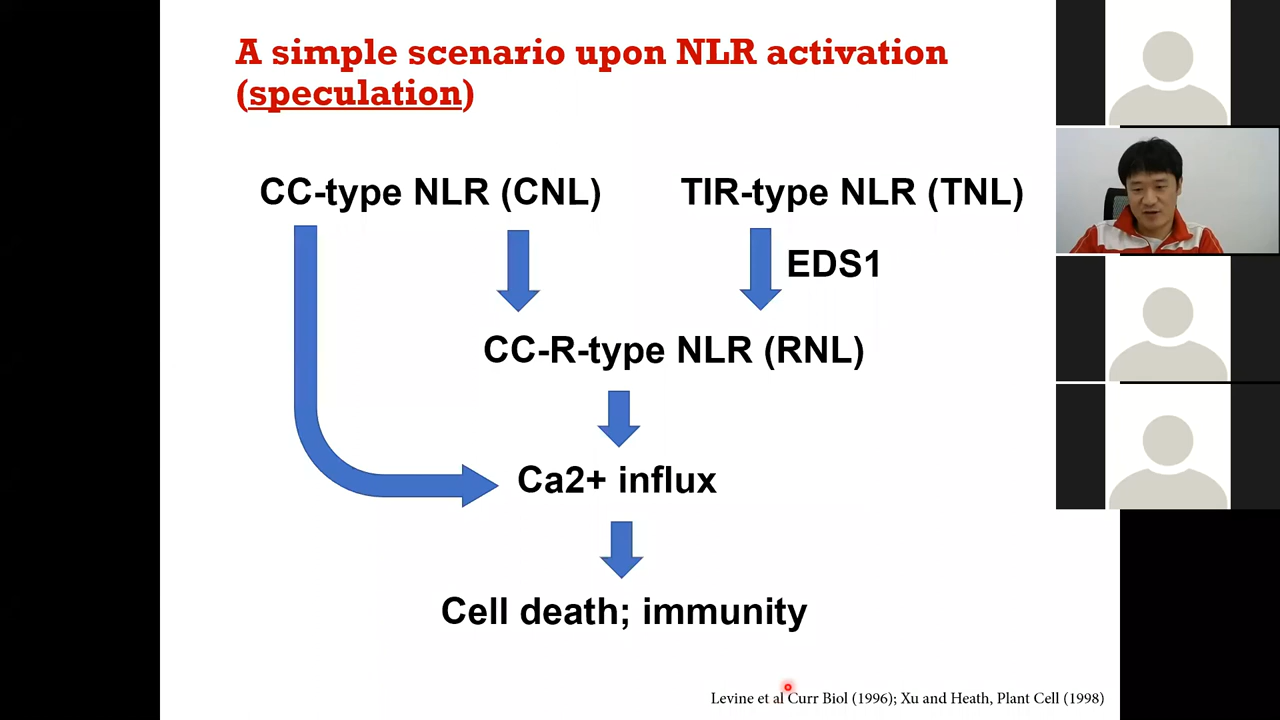 A simple scenario upon NLR activation
(speculation)
CC-type NLR (CNL)
TIR-type NLR (TNL)
EDS1
CC-R-type NLR (RNL)
Ca2+ influx
Cell death; immunity
Levine et al Curr Biol (1996); Xu and Heath, Plant Cell (1998)